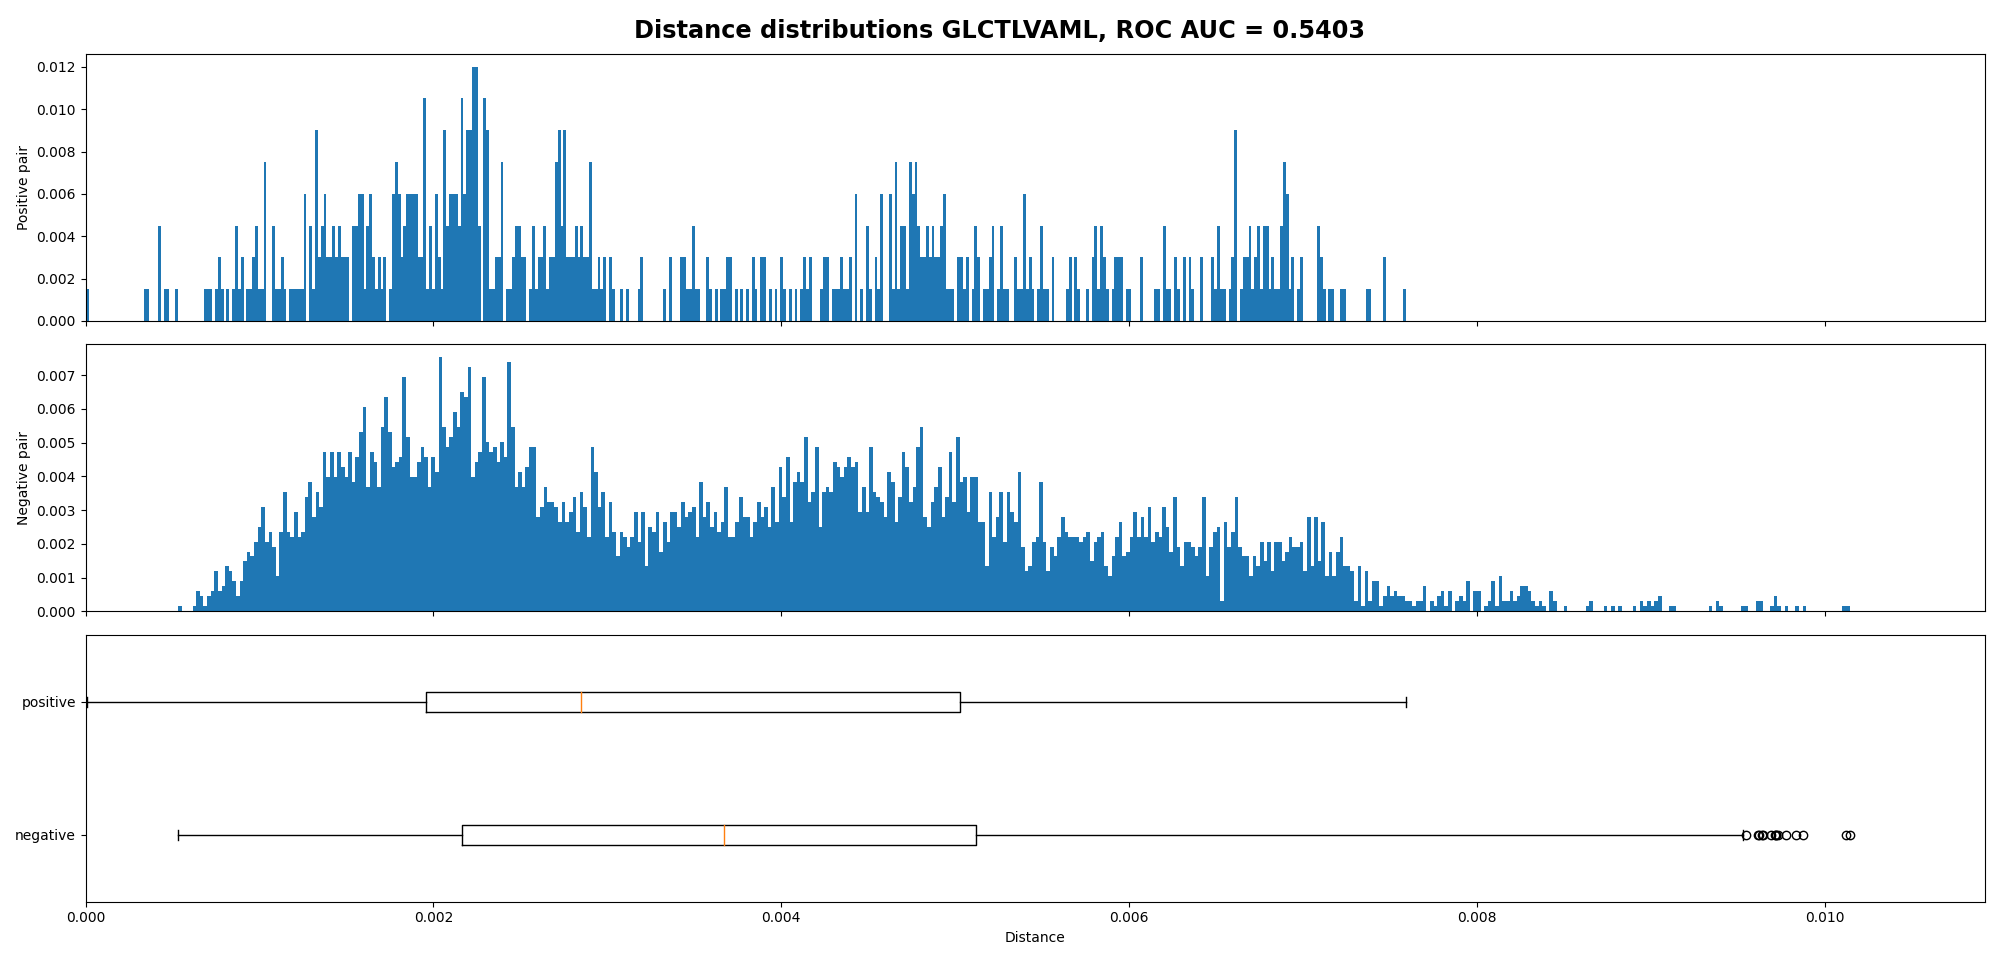 Distance distributions GLCTLVAML, ROC AUC = 0.5403
0.012
0.010
0.008
0.006
0.004
0.002
0.000
Positive pair
0.007
0.006
0.005
0.004
0.003
0.002
0.001
0.000
Negative pair
positive
negative
0.000 0.002 0.004 0.006 0.008 0.010
Distance